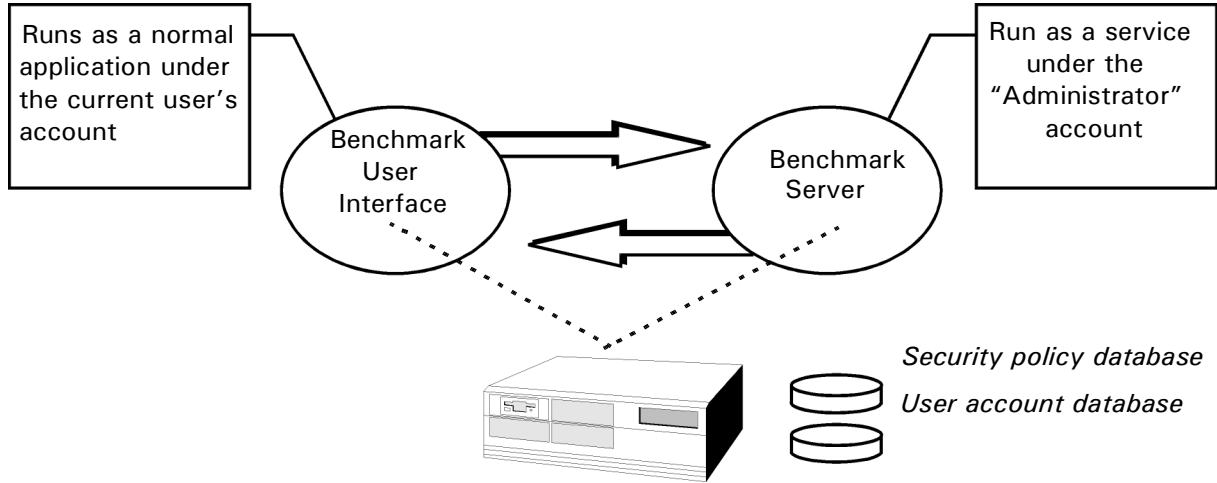 Runs as a normal
application under
the current user's
account
Benchmark
User
Interface
Benchmark
Server
Run as a service
under the
“Administrator”
account
Security policy database
User account database